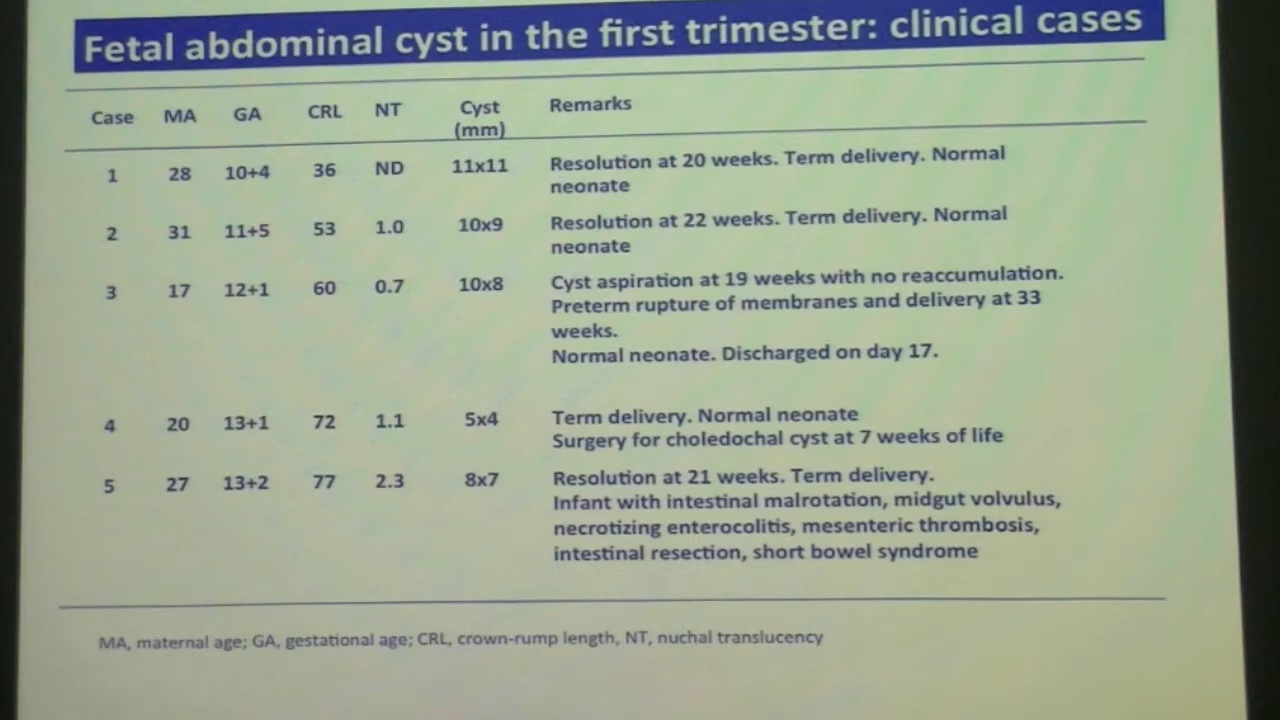 Fetal abdominal cyst in the first trimester: clinical cases
Case MA GA CRL NT Cyst (mm) Remarks
1 28 10+4 36 ND 11x11 Resolution at 20 weeks. Term delivery. Normal
neonate
2 31 11+5 53 1.0 10x9 Resolution at 22 weeks. Term delivery. Normal
neonate
3 17 12+1 60 0.7 10x8 Cyst aspiration at 19 weeks with no reaccumulation.
Preterm rupture of membranes and delivery at 33
weeks.
Normal neonate. Discharged on day 17.
4 20 13+1 72 1.1 5x4 Term delivery. Normal neonate
Surgery for choledochal cyst at 7 weeks of life
5 27 13+2 77 2.3 8x7 Resolution at 21 weeks. Term delivery.
Infant with intestinal malrotation, midgut volvulus,
necrotizing enterocolitis, mesenteric thrombosis,
intestinal resection, short bowel syndrome
MA, maternal age; GA, gestational age; CRL, crown-rump length, NT, nuchal translucency